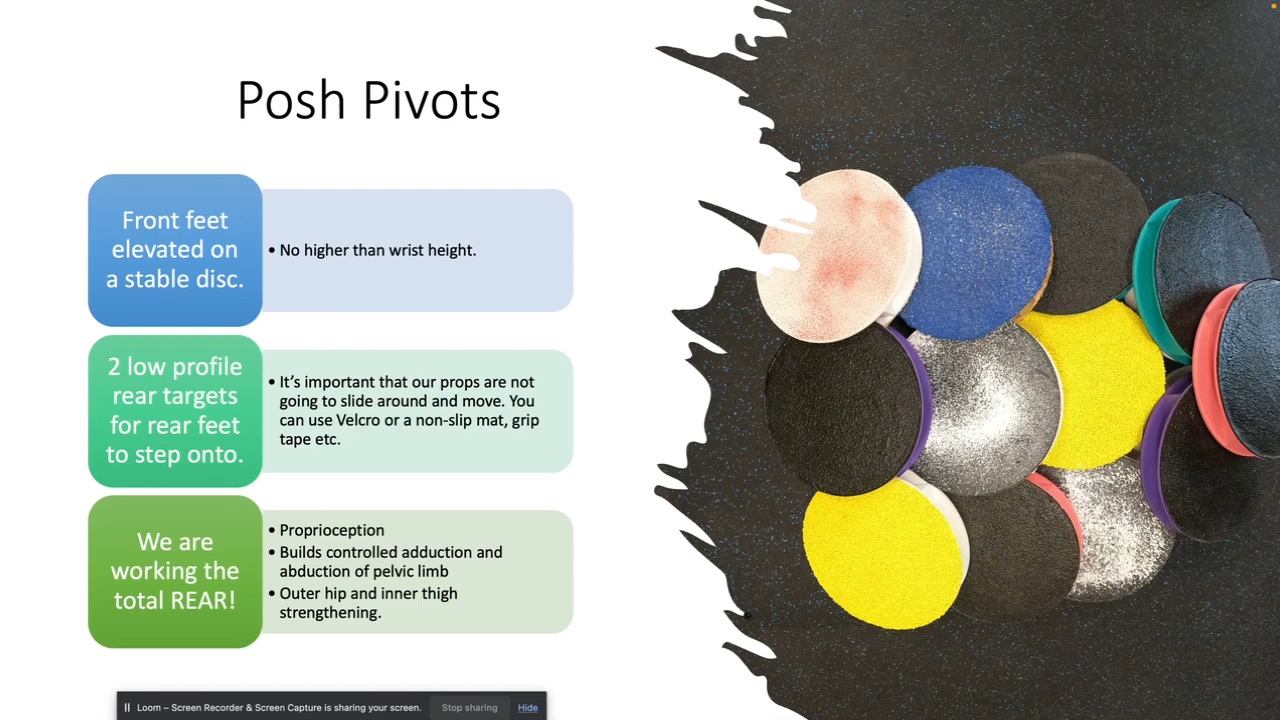 Posh Pivots
Front feet
elevated on
a stable disc.
• No higher than wrist height.
2 low profile
rear targets
for rear feet
to step onto.
• It’s important that our props are not
going to slide around and move. You
can use Velcro or a non-slip mat, grip
tape etc.
We are
working the
total REAR!
• Proprioception
• Builds controlled adduction and
abduction of pelvic limb
• Outer hip and inner thigh
strengthening.
Loom – Screen Recorder & Screen Capture is sharing your screen. Stop sharing Hide